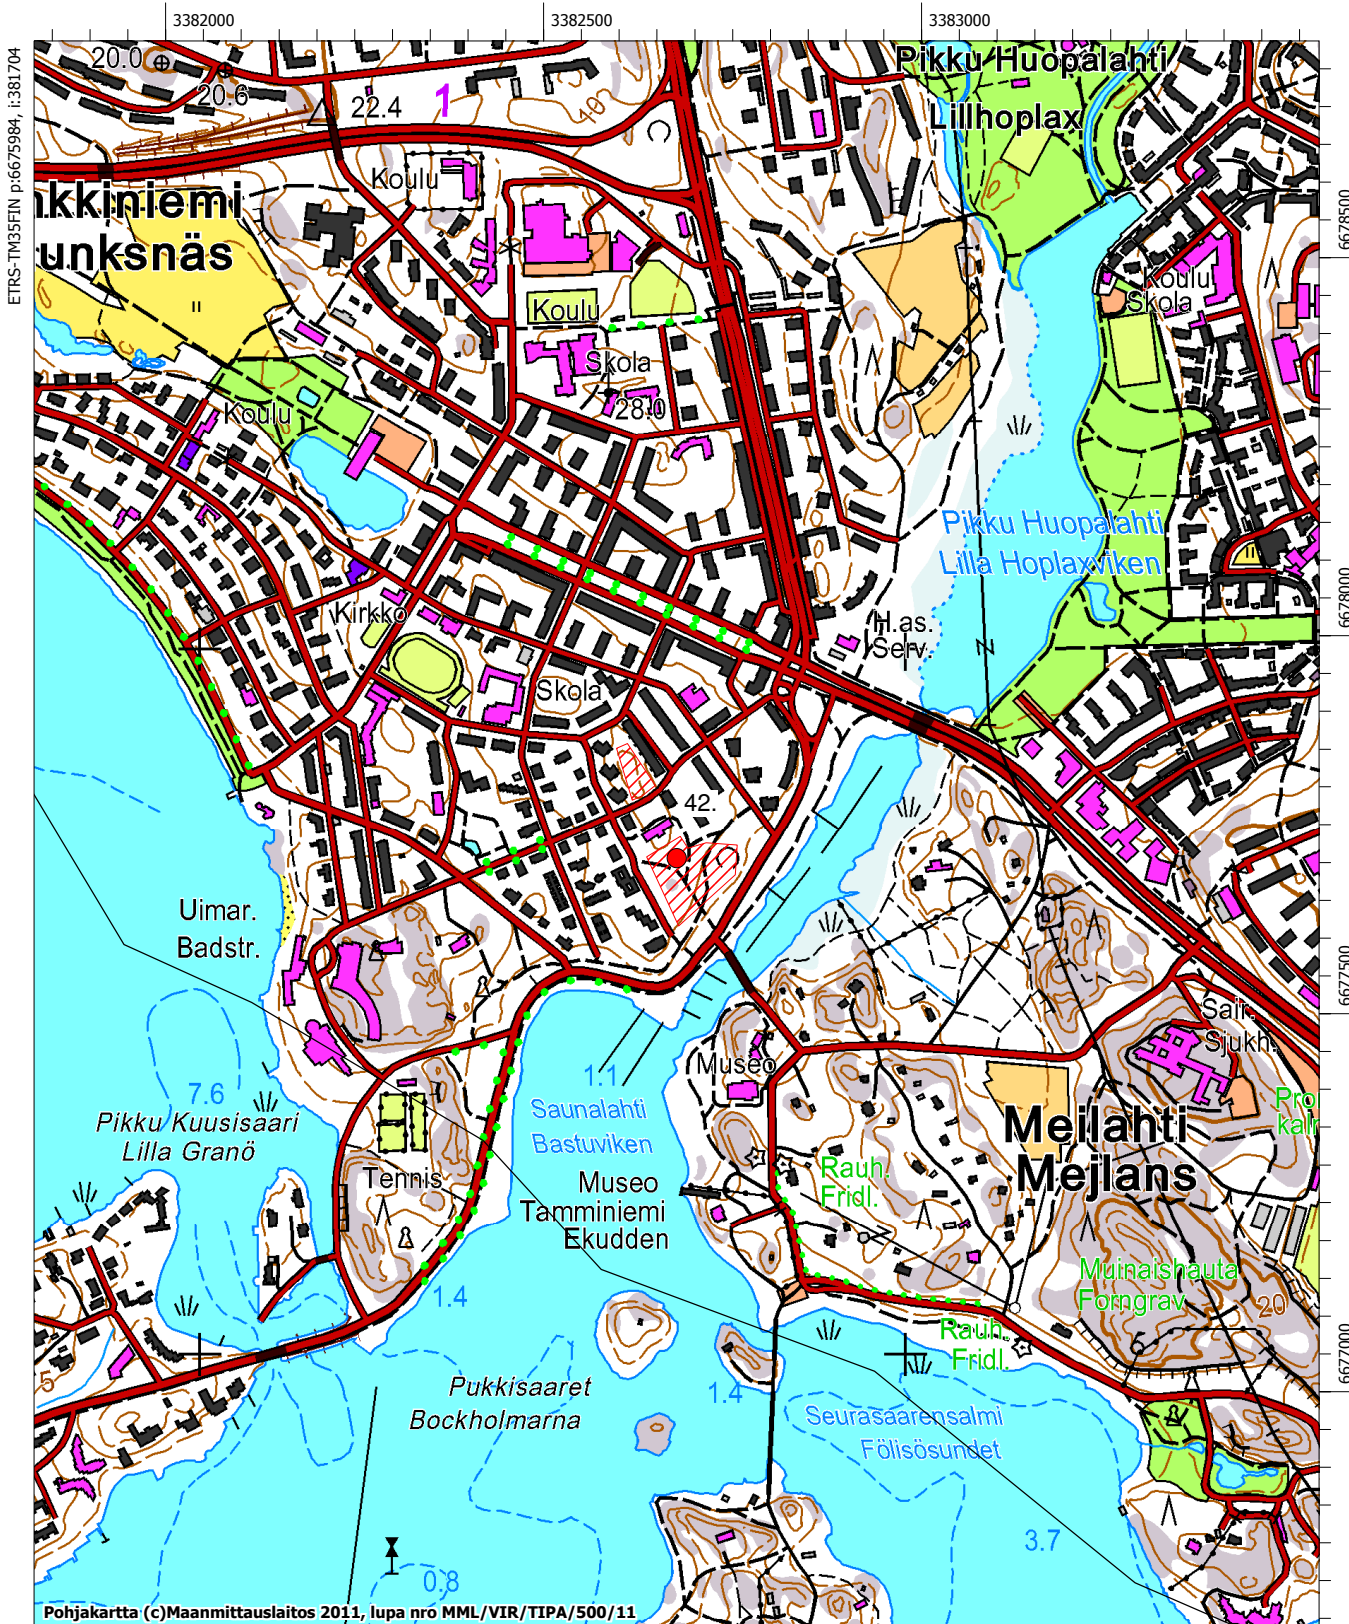 3382000
3382500
3383000
ETRS-TM35FIN p:6675984, i:381704
20.0
20.6
22.4
1
40
Pikku Huopalahti
Lillhoplax
Koulu
nkkiniemi
unksnäs
6678500
Koulu
Skola
Koulu
Skola
28.0
Koulu
Pikku Huopalahti
Lilla Hoplaxviken
6678000
Kirkko
H.as.
Serv.
Skola
42.
Uimar.
Badstr.
6677500
Sair.
Sjukh.
Museo
7.6
1.1
Saunalahti
Bastuviken
Pikku Kuusisaari
Lilla Granö
Meilahti
Mejlans
Tennis
Museo
Tamminiemi
Ekudden
Rauh.
Fridl.
Muinaishauta
Forngrav
20
1.4
Rauh.
Fridl.
5
6677000
5
Pukkisaaret
Bockholmarna
1.4
Seurasaarensalmi
Fölisösundet
3.7
0.8
Pohjakartta (c)Maanmittauslaitos 2011, lupa nro MML/VIR/TIPA/500/11